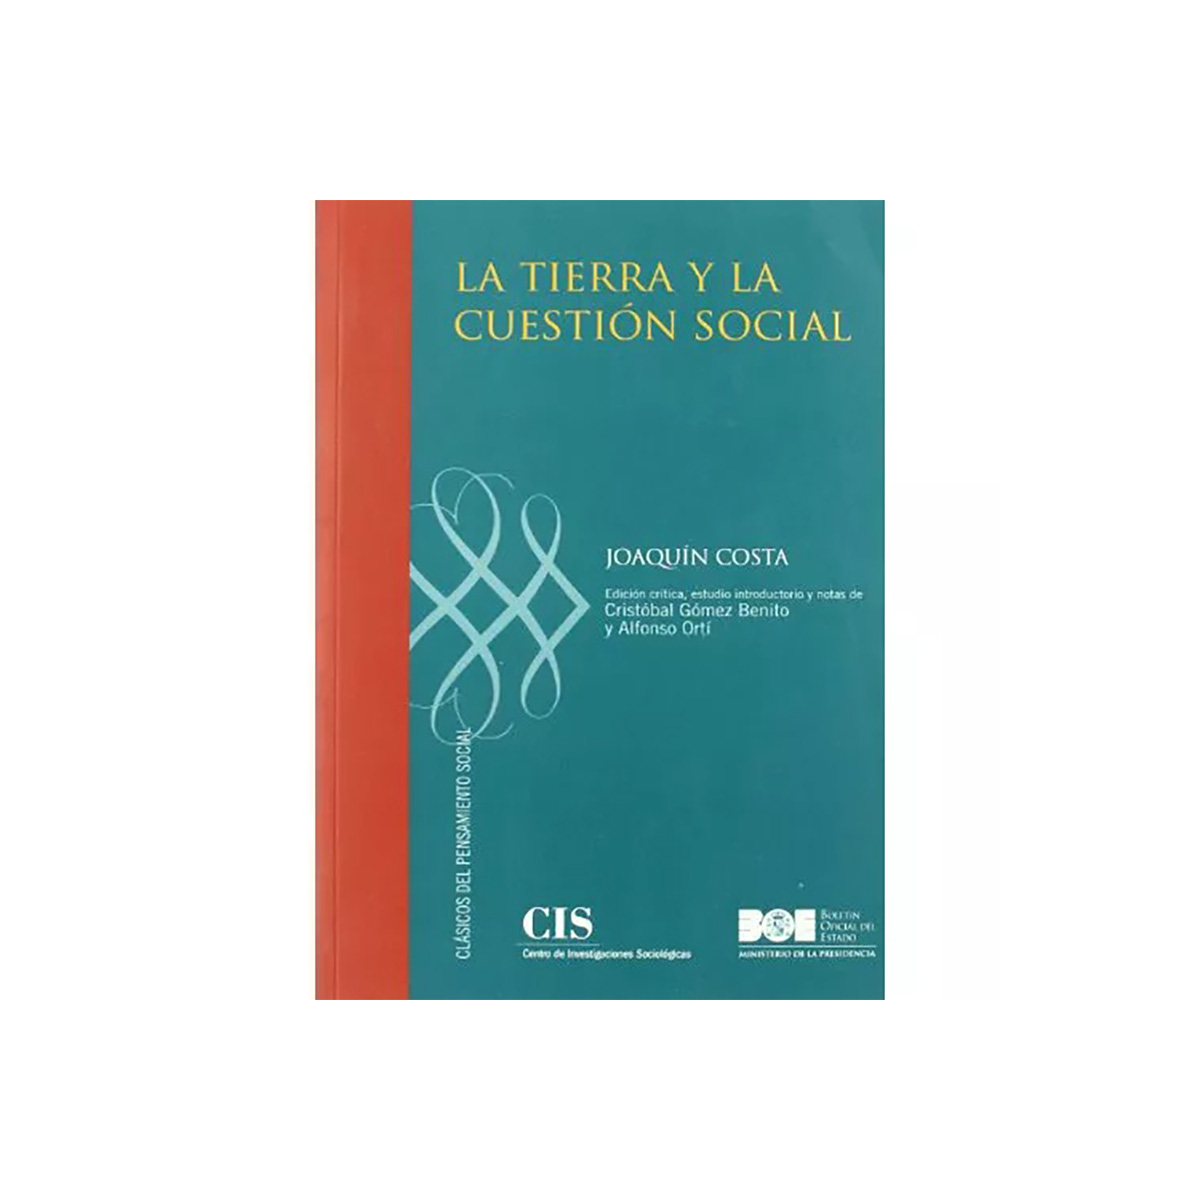 LA TIERRA Y LA
CUESTIÓN SOCIAL
JOAQUÍN COSTA
Edición crítica, estudio introductorio y notas de
Cristóbal Gómez Benito
y Alfonso Ortí
CLÁSICOS DEL PENSAMIENTO SOCIAL
CIS
Centro de Investigaciones Sociológicas
BOE
BOLETÍN
OFICIAL DEL
ESTADO
MINISTERIO DE LA PRESIDENCIA